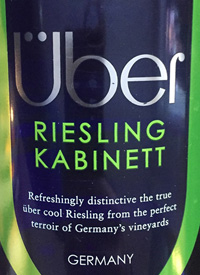 Über
RIESLING
KABINETT
Refreshingly distinctive the true
über cool Riesling from the perfect
terroir of Germany's vineyards
GERMANY